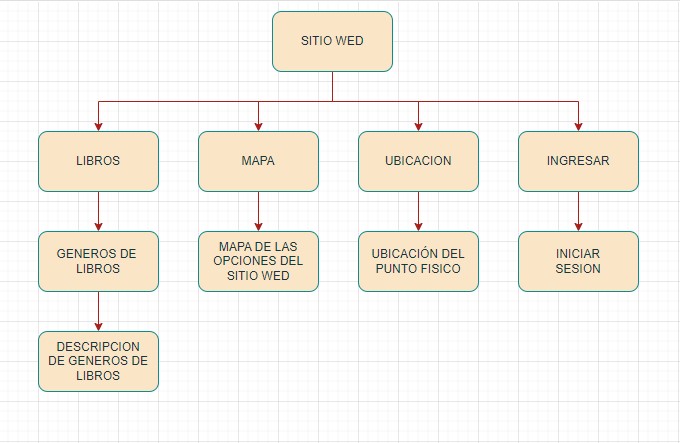 SITIO WED
LIBROS
MAPA
UBICACION
INGRESAR
GENEROS DE
LIBROS
MAPA DE LAS
OPCIONES DEL
SITIO WED
UBICACIÓN DEL
PUNTO FISICO
INICIAR
SESION
DESCRIPCION
DE GENEROS DE
LIBROS